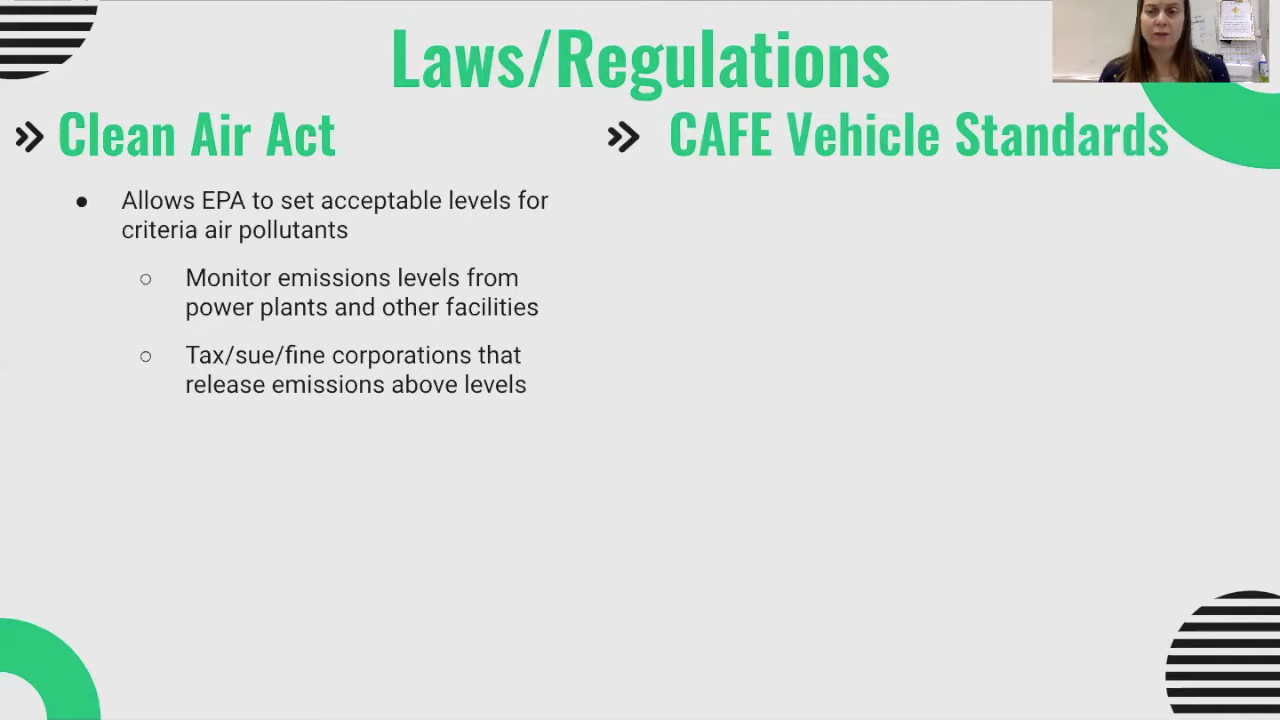 Laws/Regulations
Clean Air Act
CAFE Vehicle Standards
● Allows EPA to set acceptable levels for
criteria air pollutants
○ Monitor emissions levels from
power plants and other facilities
○ Tax/sue/fine corporations that
release emissions above levels